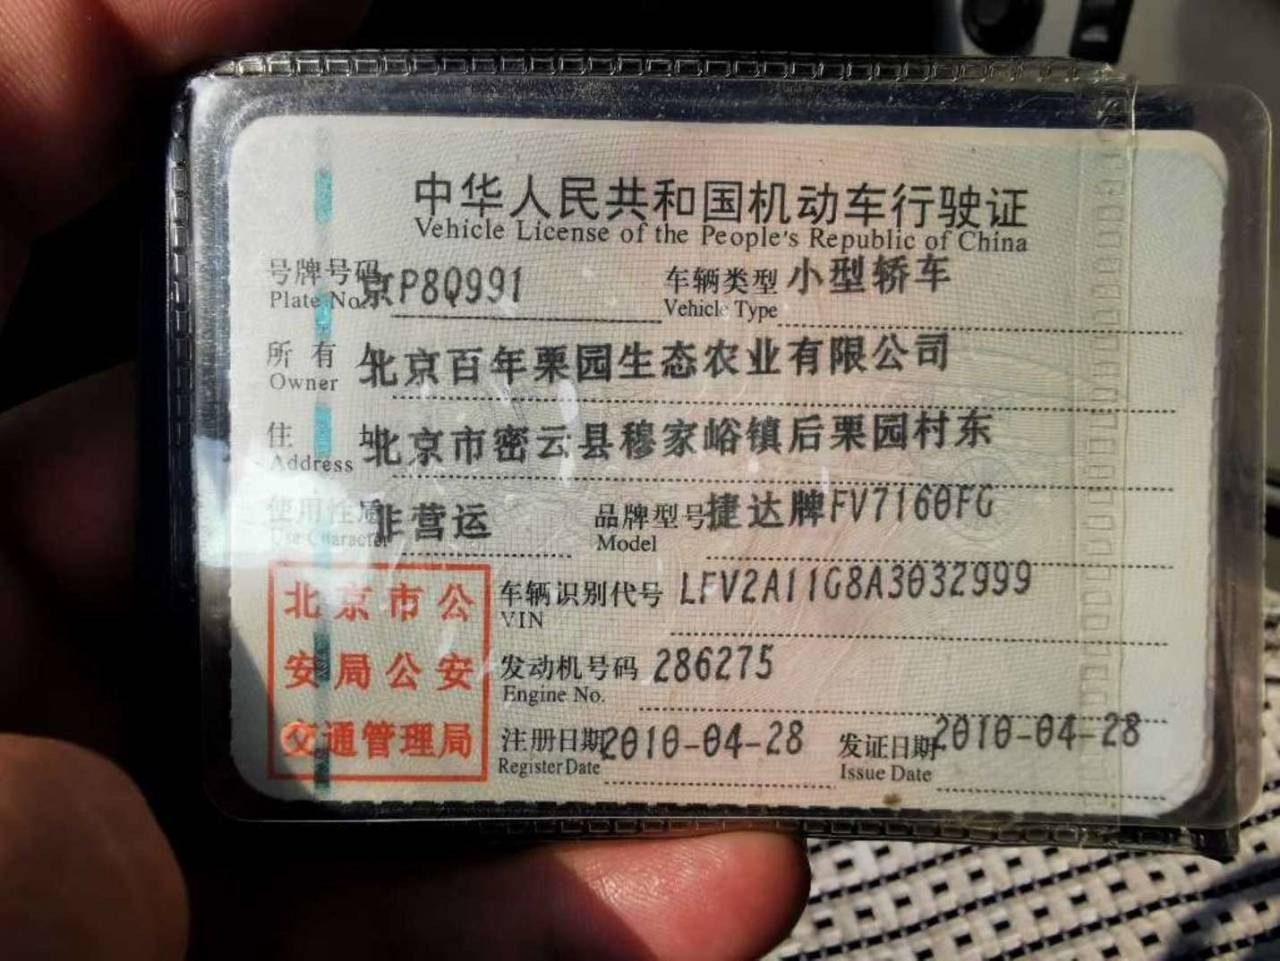 中华人民共和国机动车行驶证
Vehicle License of the People's Republic of China
号牌号码 京P8Q991 车辆类型 小型轿车
Plate No. Vehicle Type
所有人 北京百年栗园生态农业有限公司
Owner
住址 北京市密云县穆家峪镇后栗园村东
Address
使用性质 非营运 品牌型号 捷达牌FV7160FG
Use Character Model
北京市公 车辆识别代号 LFV2A11G8A3032999
VIN
安局公安 发动机号码 286275
Engine No.
交通管理局 注册日期 2010-04-28 发证日期 2010-04-28
Register Date Issue Date